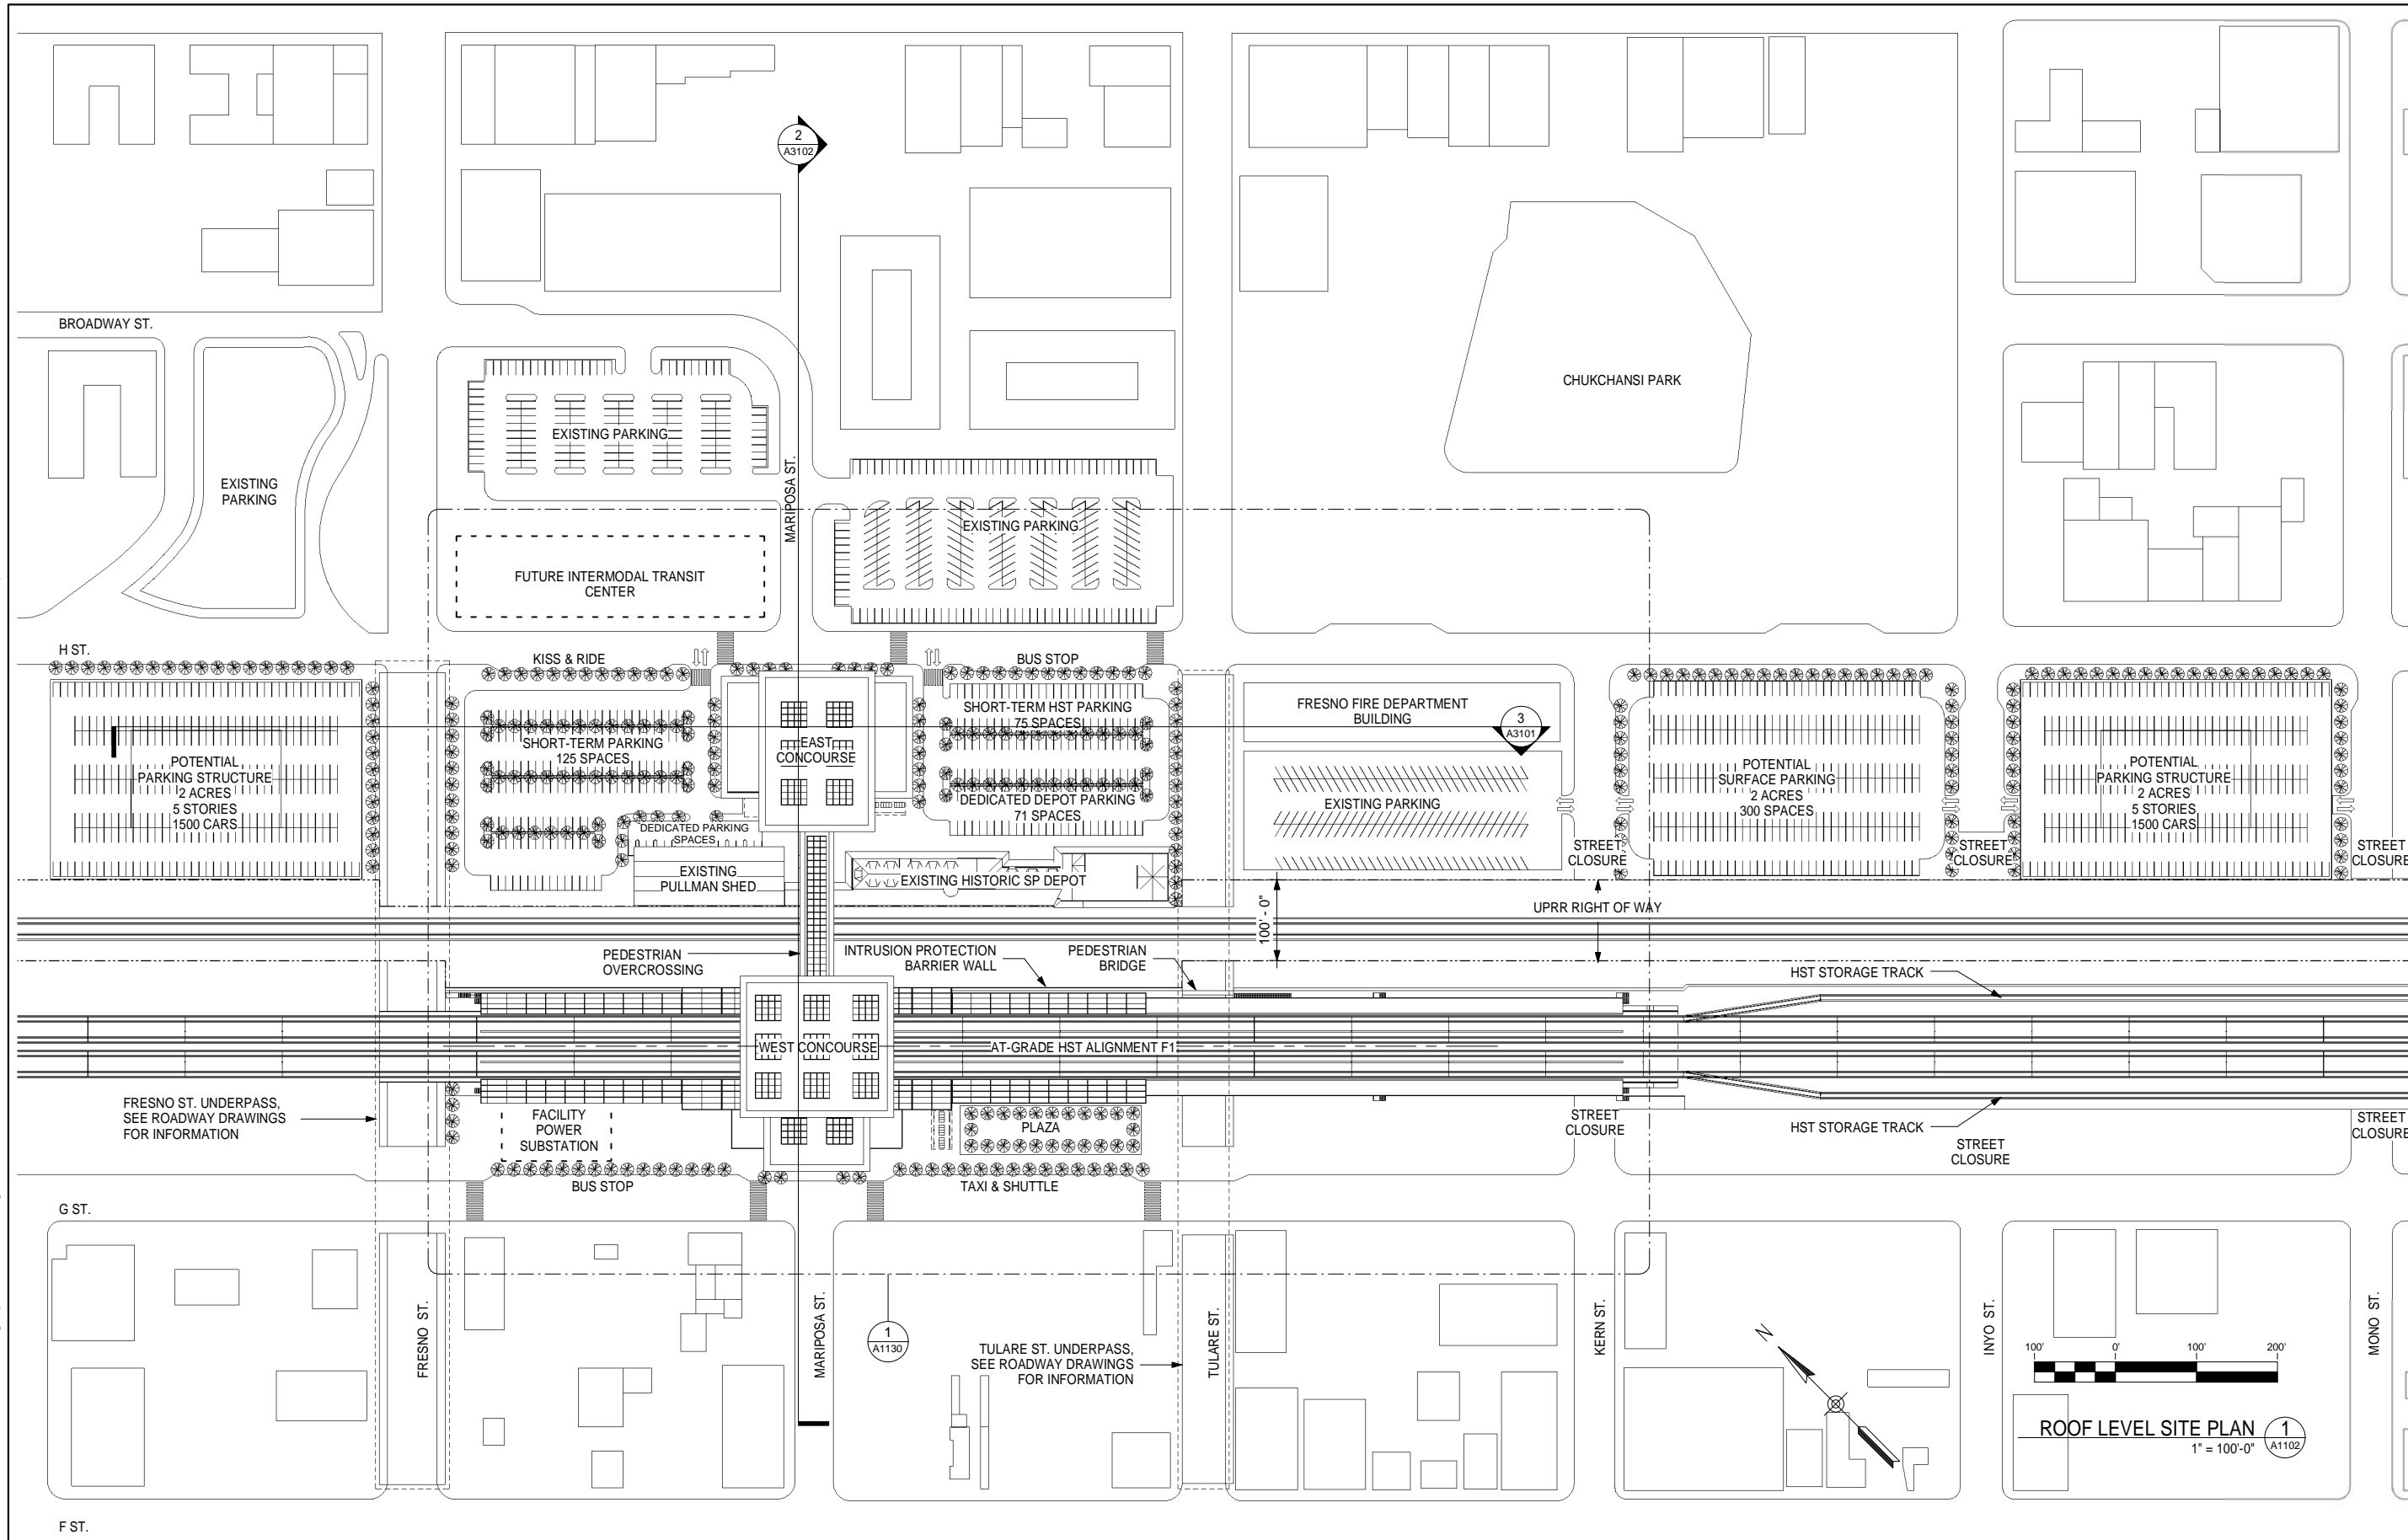 2
A3102
BROADWAY ST.
CHUKCHANSI PARK
EXISTING PARKING
MARIPOSA ST.
EXISTING
PARKING
EXISTING PARKING
FUTURE INTERMODAL TRANSIT
CENTER
H ST.
KISS & RIDE
BUS STOP
SHORT-TERM HST PARKING
75 SPACES
FRESNO FIRE DEPARTMENT
BUILDING
3
A3101
SHORT-TERM PARKING
125 SPACES
EAST
CONCOURSE
POTENTIAL
PARKING STRUCTURE
2 ACRES
5 STORIES
1500 CARS
DEDICATED DEPOT PARKING
71 SPACES
EXISTING PARKING
POTENTIAL
SURFACE PARKING
2 ACRES
300 SPACES
POTENTIAL
PARKING STRUCTURE
2 ACRES
5 STORIES
1500 CARS
DEDICATED PARKING
SPACES
STREET
CLOSURE
STREET
CLOSURE
STREET
CLOSURE
EXISTING
PULLMAN SHED
EXISTING HISTORIC SP DEPOT
100' - 0"
UPRR RIGHT OF WAY
PEDESTRIAN
OVERCROSSING
INTRUSION PROTECTION
BARRIER WALL
PEDESTRIAN
BRIDGE
HST STORAGE TRACK
WEST CONCOURSE
AT-GRADE HST ALIGNMENT F1
FRESNO ST. UNDERPASS,
SEE ROADWAY DRAWINGS
FOR INFORMATION
FACILITY
POWER
SUBSTATION
PLAZA
STREET
CLOSURE
HST STORAGE TRACK
STREET
CLOSURE
STREET
CLOSURE
BUS STOP
TAXI & SHUTTLE
G ST.
FRESNO ST.
MARIPOSA ST.
1
A1130
TULARE ST. UNDERPASS,
SEE ROADWAY DRAWINGS
FOR INFORMATION
TULARE ST.
KERN ST.
N
INYO ST.
100' 0' 100' 200'
MONO ST.
ROOF LEVEL SITE PLAN
1" = 100'-0"
1
A1102
F ST.